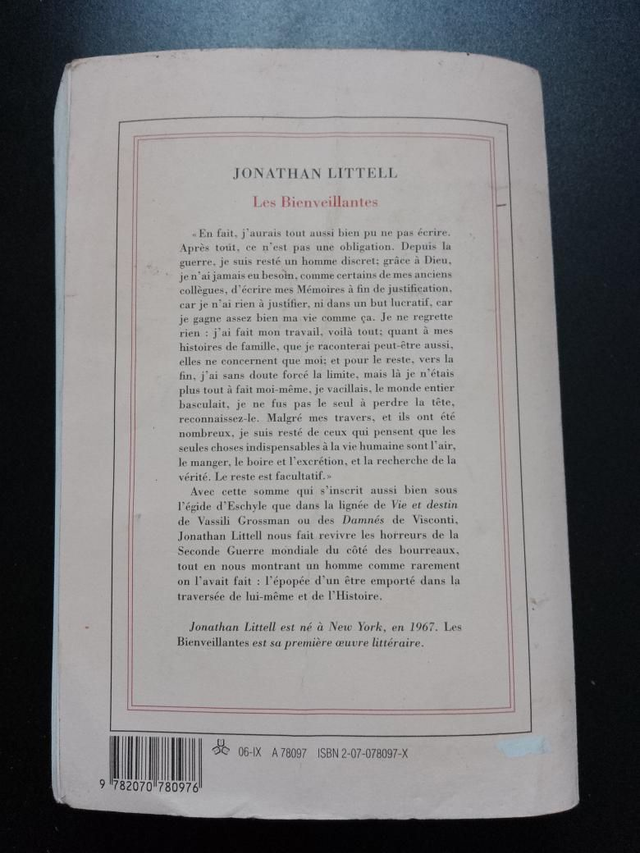 JONATHAN LITTELL
Les Bienveillantes
«En fait, j'aurais tout aussi bien pu ne pas écrire.
Après tout, ce n'est pas une obligation. Depuis la
guerre, je suis resté un homme discret; grâce à Dieu,
je n'ai jamais eu besoin, comme certains de mes anciens
collègues, d'écrire mes Mémoires à fin de justification,
car je n'ai rien à justifier, ni dans un but lucratif, car
je gagne assez bien ma vie comme ça. Je ne regrette
rien : j'ai fait mon travail, voilà tout; quant à mes
histoires de famille, que je raconterai peut-être aussi,
elles ne concernent que moi; et pour le reste, vers la
fin, j'ai sans doute forcé la limite, mais là je n'étais
plus tout à fait moi-même, je vacillais, le monde entier
basculait, je ne fus pas le seul à perdre la tête,
reconnaissez-le. Malgré mes travers, et ils ont été
nombreux, je suis resté de ceux qui pensent que les
seules choses indispensables à la vie humaine sont l'air,
le manger, le boire et l'excrétion, et la recherche de la
vérité. Le reste est facultatif.»
Avec cette somme qui s'inscrit aussi bien sous
l'égide d'Eschyle que dans la lignée de Vie et destin
de Vassili Grossman ou des Damnés de Visconti,
Jonathan Littell nous fait revivre les horreurs de la
Seconde Guerre mondiale du côté des bourreaux,
tout en nous montrant un homme comme rarement
on l'avait fait : l'épopée d'un être emporté dans la
traversée de lui-même et de l'Histoire.
Jonathan Littell est né à New York, en 1967. Les
Bienveillantes est sa première œuvre littéraire.
06-IX A 78097 ISBN 2-07-078097-X
9 782070 780976